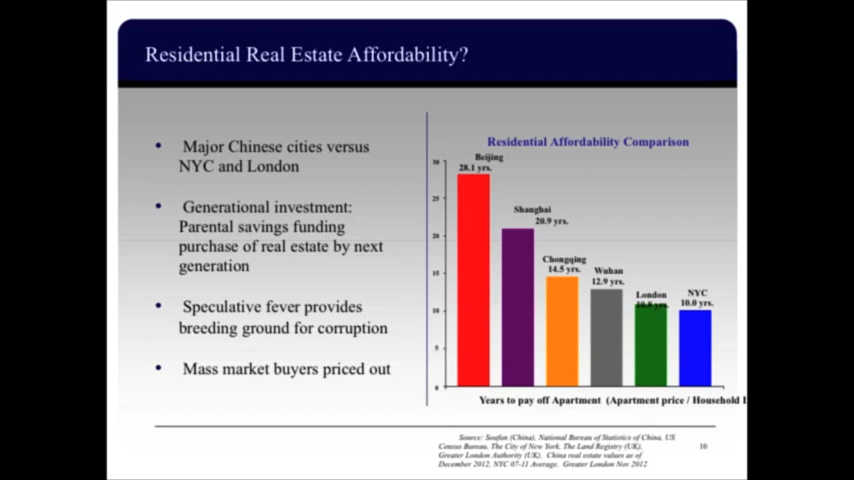 Residential Real Estate Affordability?
• Major Chinese cities versus
NYC and London
• Generational investment:
Parental savings funding
purchase of real estate by next
generation
• Speculative fever provides
breeding ground for corruption
• Mass market buyers priced out
Residential Affordability Comparison
30
25
20
15
10
5
0
Beijing
28.1 yrs.
Shanghai
20.9 yrs.
Chongqing
14.5 yrs.
Wuhan
12.9 yrs.
London
10.8 yrs.
NYC
10.0 yrs.
Years to pay off Apartment (Apartment price / Household I
Source: Soufun (China), National Bureau of Statistics of China, US
Census Bureau, The City of New York, The Land Registry (UK),
Greater London Authority (UK). China real estate values as of
December 2012, NYC 07-11 Average, Greater London Nov 2012
16